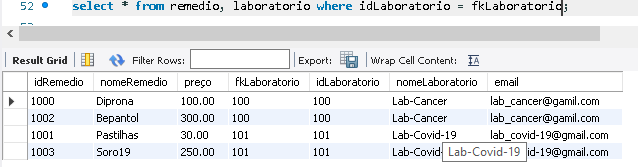 52 select * from remedio, laboratorio where idLaboratorio = fkLaboratorio;
Result Grid Filter Rows: Export: Wrap Cell Content: IA
idRemedio nomeRemedio preço fkLaboratorio idLaboratorio nomeLaboratorio email
1000 Diprona 100.00 100 100 Lab-Cancer lab_cancer@gamil.com
1002 Bepantol 300.00 100 100 Lab-Cancer lab_cancer@gamil.com
1001 Pastilhas 30.00 101 101 Lab-Covid-19 lab_covid-19@gmail.com
1003 Soro19 250.00 101 101 Lab-Covid-19 -19@gmail.com
Lab-Covid-19